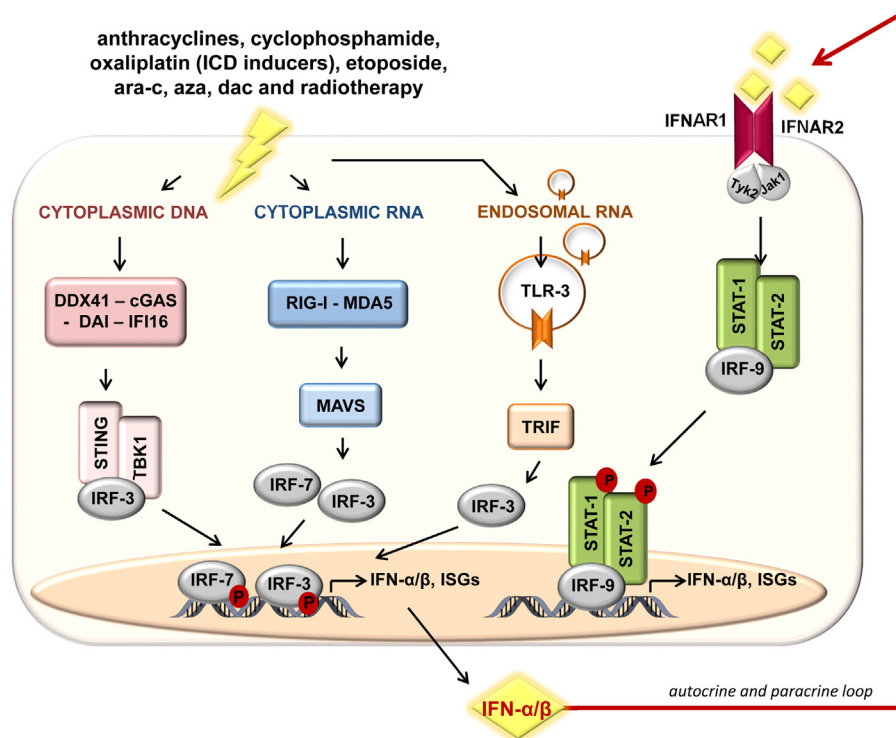 anthracyclines, cyclophosphamide,
oxaliplatin (ICD inducers), etoposide,
ara-c, aza, dac and radiotherapy
IFNAR1
IFNAR2
Tyk2
Jak1
CYTOPLASMIC DNA
CYTOPLASMIC RNA
ENDOSOMAL RNA
DDX41 – cGAS
- DAI – IFI16
RIG-I - MDA5
TLR-3
STAT-1
STAT-2
IRF-9
MAVS
TRIF
STING
TBK1
IRF-3
IRF-7
IRF-3
IRF-3
P
P
STAT-1
STAT-2
IRF-9
IRF-7
P
IRF-3
P
IFN-α/β, ISGs
IFN-α/β, ISGs
IFN-α/β
autocrine and paracrine loop